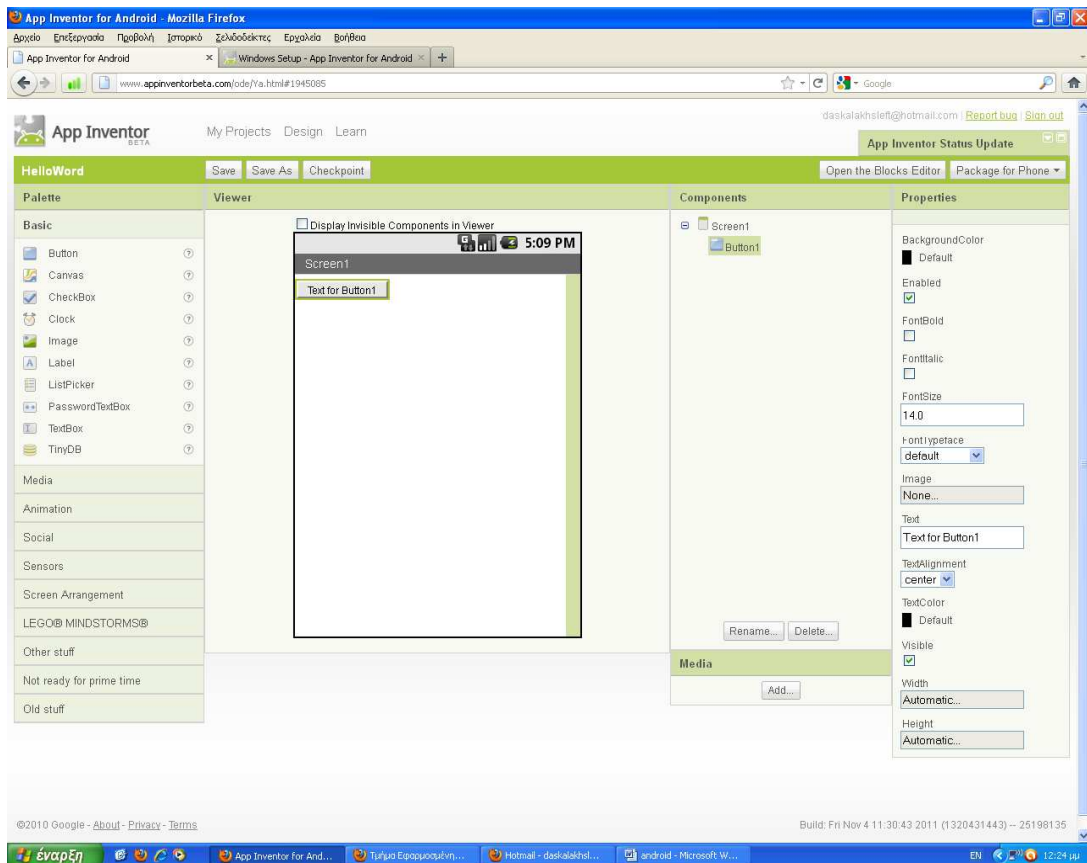 App Inventor for Android - Mozilla Firefox
Αρχείο Επεξεργασία Προβολή Ιστορικό Σελιδοδείκτες Εργαλεία Βοήθεια
App Inventor for Android × Windows Setup - App Inventor for Android × +
www.appinventorbeta.com/ode/Ya.html#1945085 Google
daskalakhslefl@hotmail.com | Report bug | Sign out
App Inventor My Projects Design Learn
BETA
App Inventor Status Update
HelloWord Save Save As Checkpoint Open the Blocks Editor Package for Phone
Palette Viewer Components Properties
Basic
Button ?
Canvas ?
CheckBox ?
Clock ?
Image ?
Label ?
ListPicker ?
PasswordTextBox ?
TextBox ?
TinyDB ?
Media
Animation
Social
Sensors
Screen Arrangement
LEGO® MINDSTORMS®
Other stuff
Not ready for prime time
Old stuff
Display Invisible Components in Viewer
5:09 PM
Screen1
Text for Button1
Screen1
Button1
Rename... Delete...
Media
Add...
BackgroundColor
Default
Enabled
FontBold
FontItalic
FontSize
14.0
FontTypeface
default
Image
None...
Text
Text for Button1
TextAlignment
center
TextColor
Default
Visible
Width
Automatic...
Height
Automatic...
©2010 Google - About - Privacy - Terms
Build: Fri Nov 4 11:30:43 2011 (1320431443) -- 25198135
έναρξη App Inventor for And... Τμήμα Εφαρμοσμέν... Hotmail - daskalakhsl... android - Microsoft W... EN 12:24 μμ